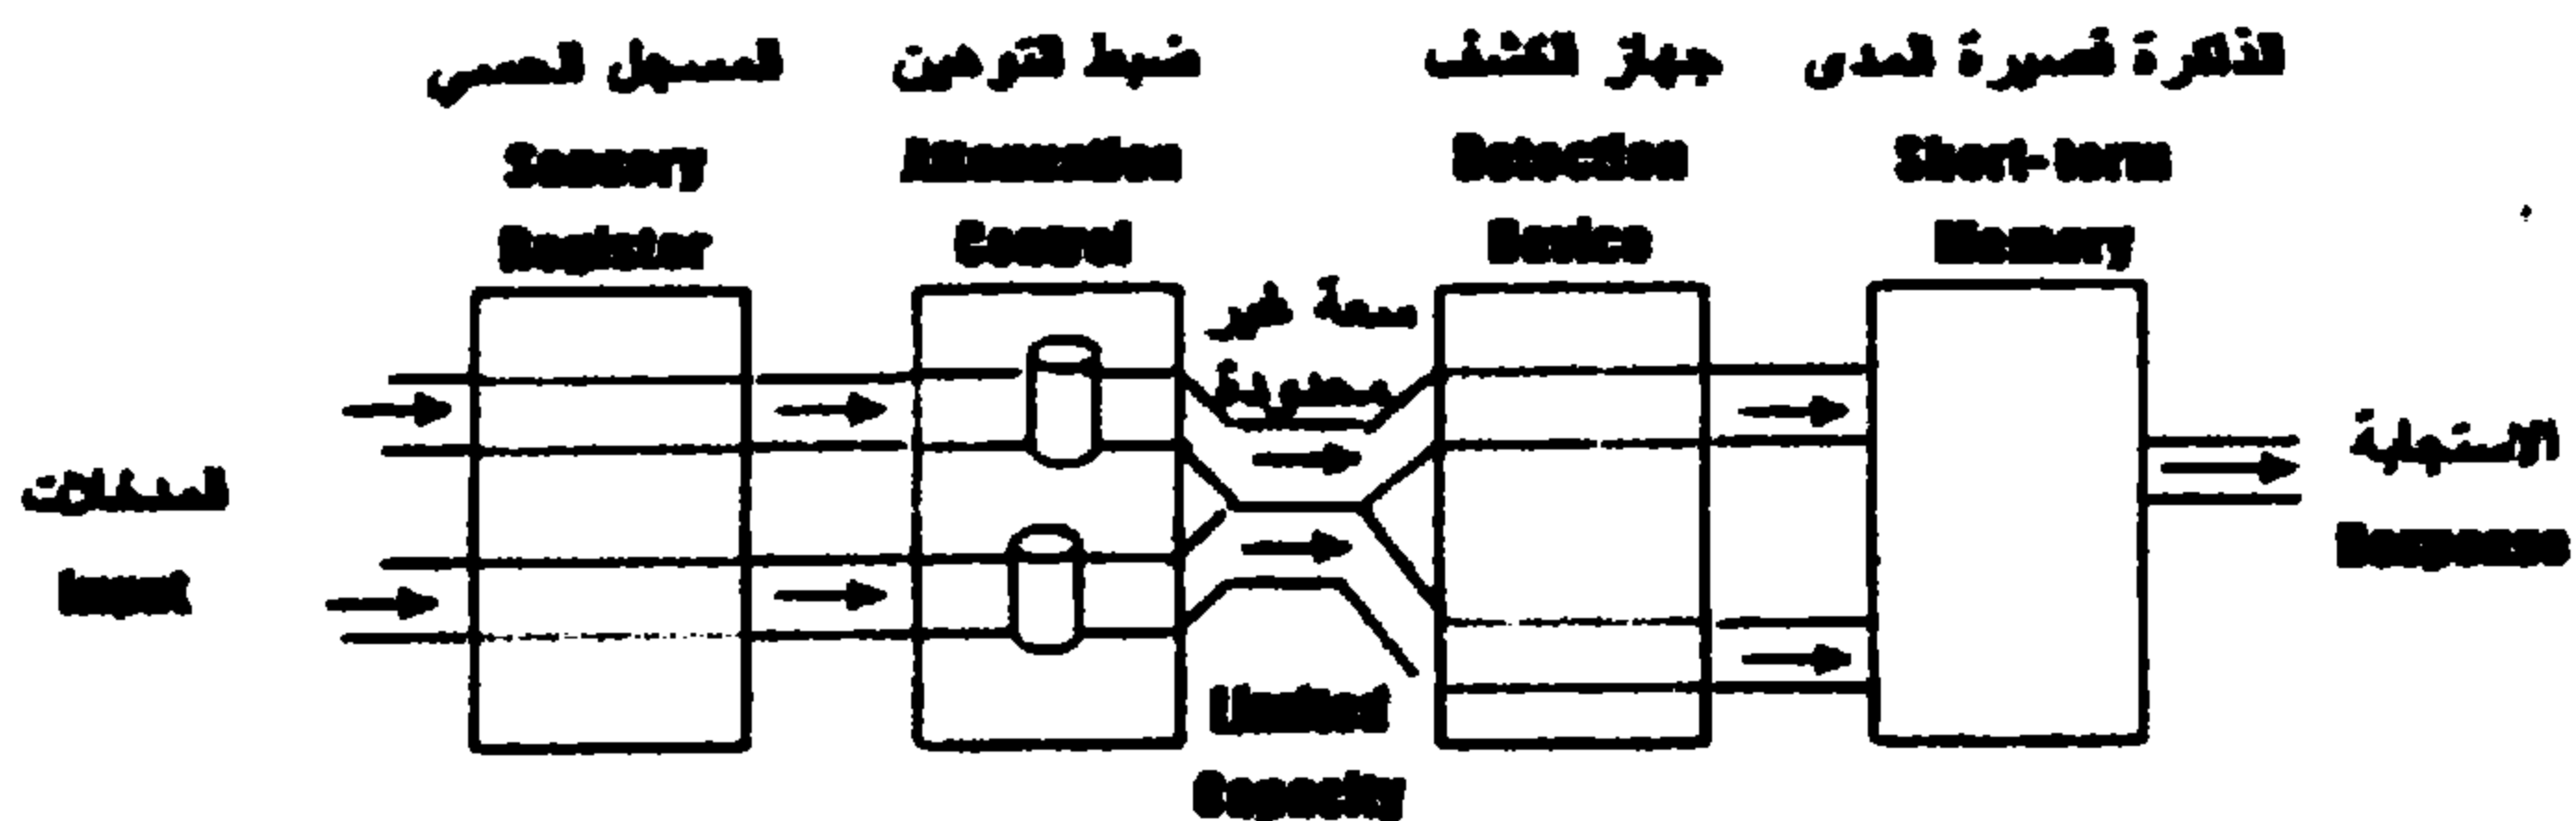 المسجل الحسي
Sensory
Register
ضبط التوهين
Attenuation
Control
جهاز الكشف
Detection
Device
الذاكرة قصيرة المدى
Short-term
Memory
المدخلات
Input
سعة غير
محدودة
Limited
Capacity
الاستجابة
Response